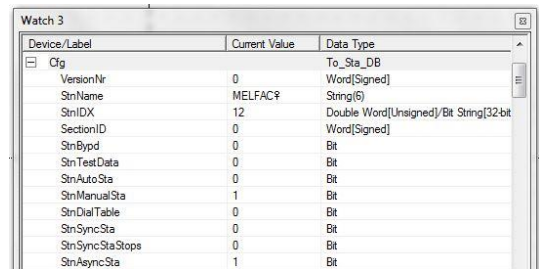 Watch 3
Device/Label Current Value Data Type
Cfg To_Sta_DB
VersionNr 0 Word[Signed]
StnName MELFAC♀ String(6)
StnIDX 12 Double Word[Unsigned]/Bit String[32-bit
SectionID 0 Word[Signed]
StnBypd 0 Bit
StnTestData 0 Bit
StnAutoSta 0 Bit
StnManualSta 1 Bit
StnDialTable 0 Bit
StnSyncSta 0 Bit
StnSyncStaStops 0 Bit
StnAsyncSta 1 Bit